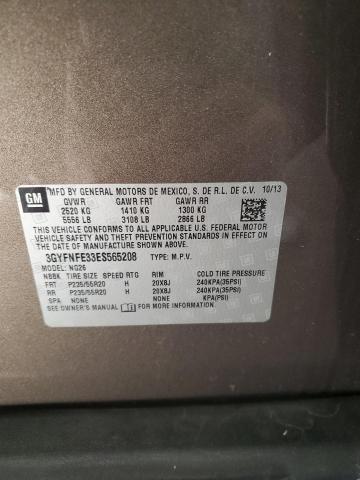 GM
MFD BY GENERAL MOTORS DE MEXICO, S. DE R.L. DE C.V. 10/13
GVWR GAWR FRT GAWR RR
2520 KG 1410 KG 1300 KG
5556 LB 3108 LB 2866 LB
THIS VEHICLE CONFORMS TO ALL APPLICABLE U.S. FEDERAL MOTOR
VEHICLE SAFETY AND THEFT PREVENTION STANDARDS IN EFFECT ON
THE DATE OF MANUFACTURE SHOWN ABOVE.
3GYFNFE33ES565208 TYPE: M.P.V.
MODEL: NG26
NBBK TIRE SIZE SPEED RTG RIM COLD TIRE PRESSURE
FRT P235/55R20 H 20X8J 240KPA(35PSI)
RR P235/55R20 H 20X8J 240KPA(35PSI)
SPA NONE NONE KPA(PSI)
SEE OWNER'S MANUAL FOR ADDITIONAL INFORMATION.